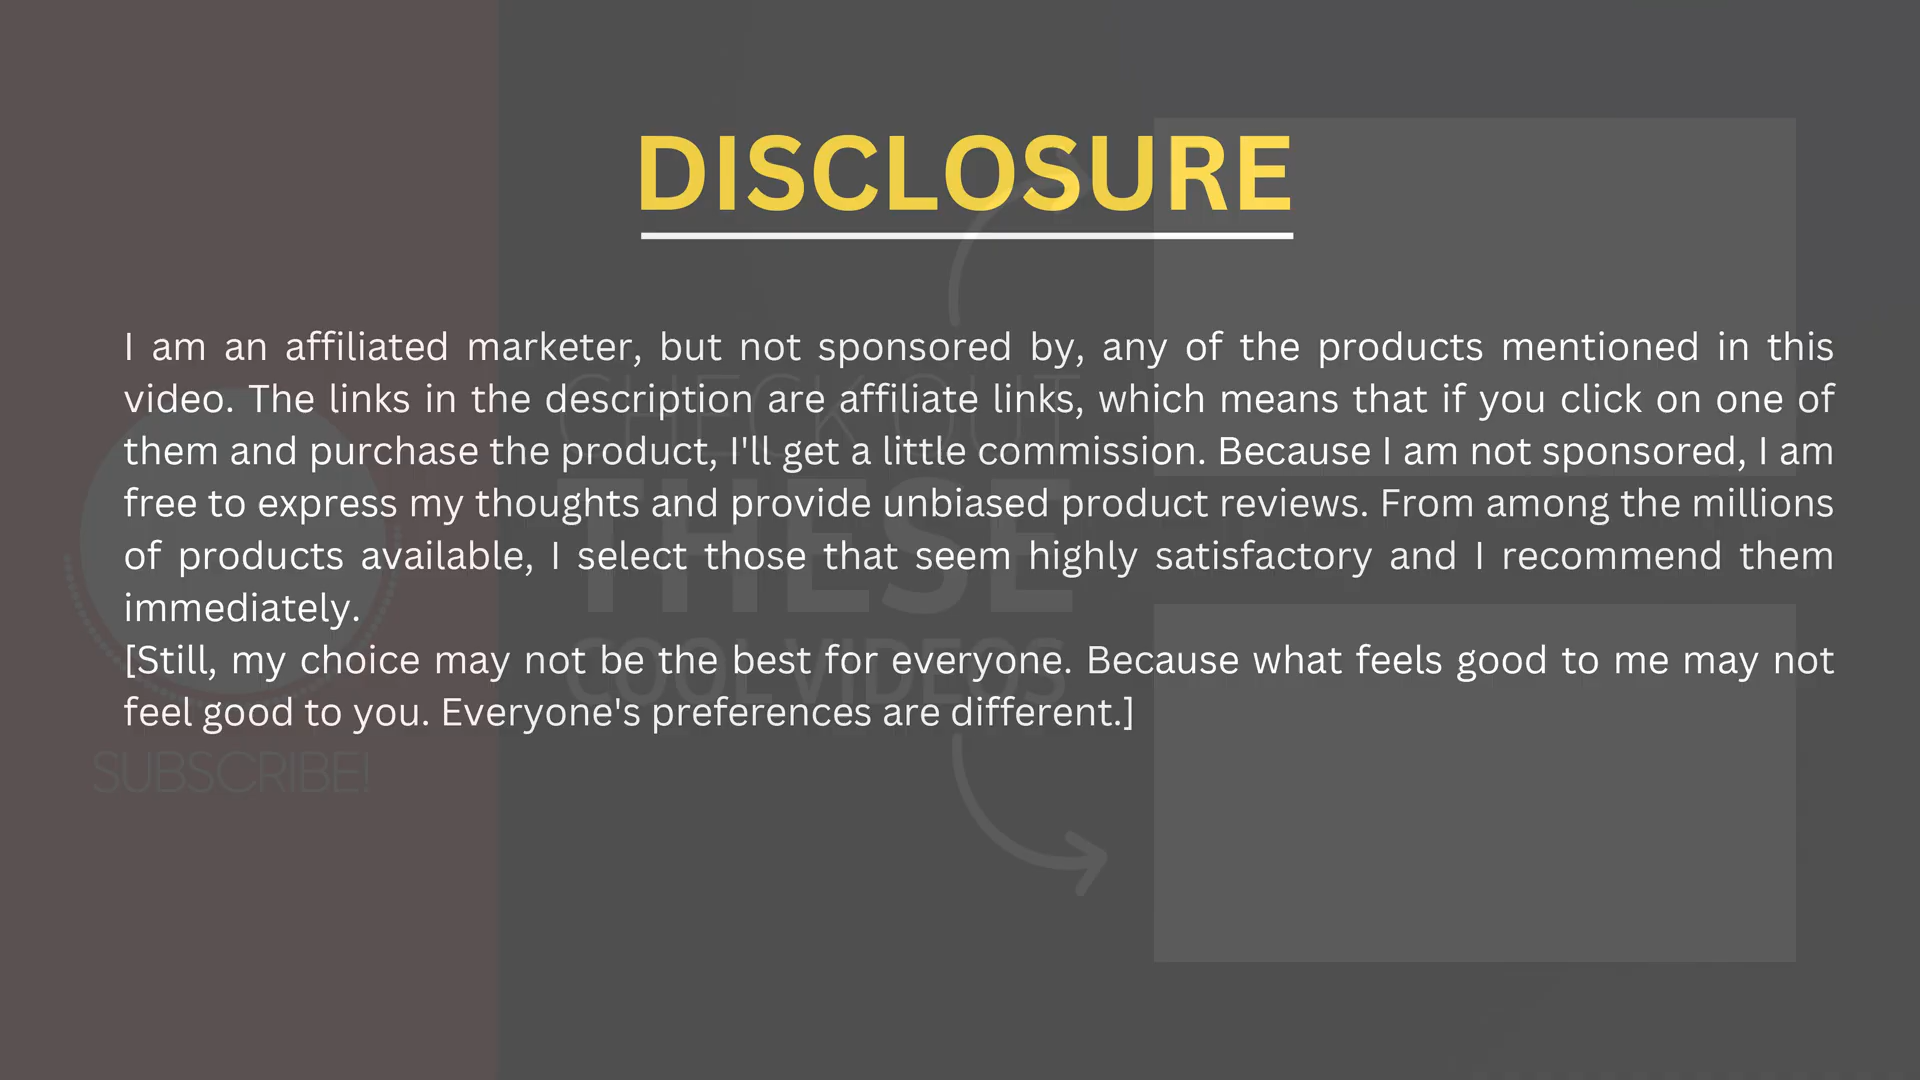 DISCLOSURE
I am an affiliated marketer, but not sponsored by, any of the products mentioned in this
video. The links in the description are affiliate links, which means that if you click on one of
them and purchase the product, I'll get a little commission. Because I am not sponsored, I am
free to express my thoughts and provide unbiased product reviews. From among the millions
of products available, I select those that seem highly satisfactory and I recommend them
immediately.
[Still, my choice may not be the best for everyone. Because what feels good to me may not
feel good to you. Everyone's preferences are different.]
CHECK OUT
THESE
COOL VIDEOS
SUBSCRIBE!